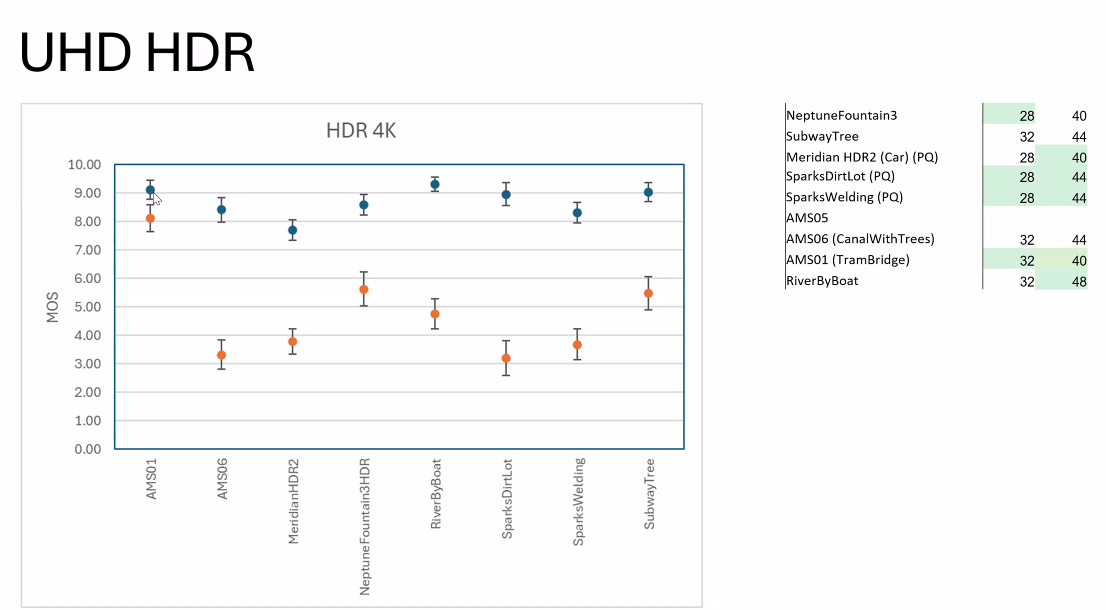 UHD HDR
HDR 4K
10.00
9.00
8.00
7.00
6.00
5.00
4.00
3.00
2.00
1.00
0.00
MOS
AMS01
AMS06
MeridianHDR2
NeptuneFountain3HDR
RiverByBoat
SparksDirtLot
SparksWelding
SubwayTree
NeptuneFountain3 28 40
SubwayTree 32 44
Meridian HDR2 (Car) (PQ) 28 40
SparksDirtLot (PQ) 28 44
SparksWelding (PQ) 28 44
AMS05
AMS06 (CanalWithTrees) 32 44
AMS01 (TramBridge) 32 40
RiverByBoat 32 48